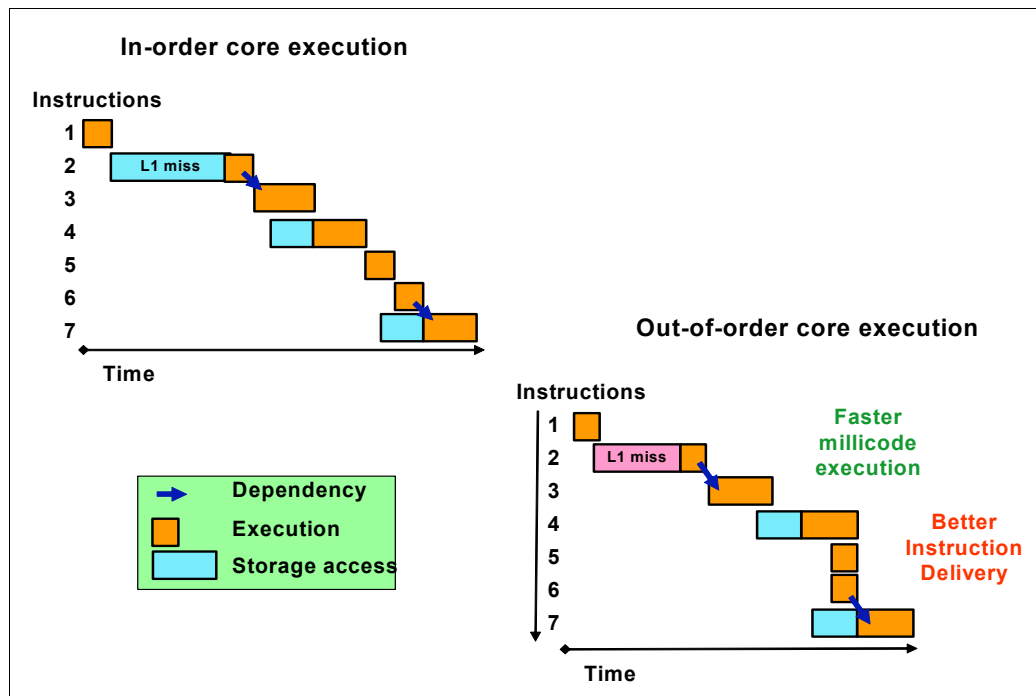 In-order core execution
Instructions
1
2
L1 miss
3
4
5
6
7
Time
Out-of-order core execution
Instructions
1
2
L1 miss
3
4
5
6
7
Time
Faster
millicode
execution
Better
Instruction
Delivery
Dependency
Execution
Storage access